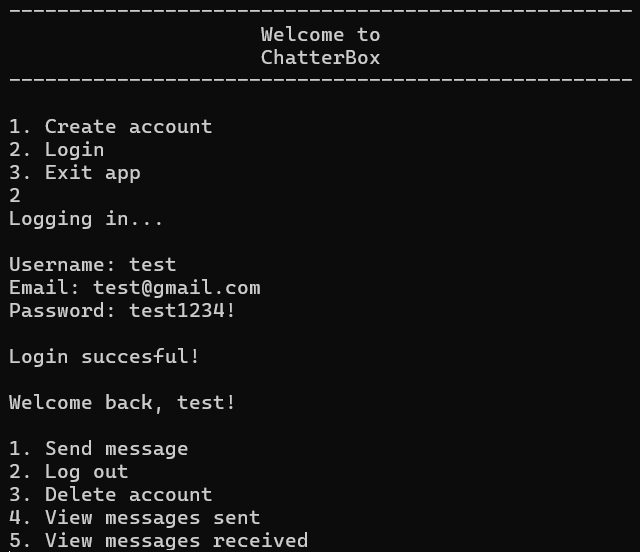 ----------------------------------------------------
Welcome to
ChatterBox
----------------------------------------------------
1. Create account
2. Login
3. Exit app
2
Logging in...
Username: test
Email: test@gmail.com
Password: test1234!
Login succesful!
Welcome back, test!
1. Send message
2. Log out
3. Delete account
4. View messages sent
5. View messages received